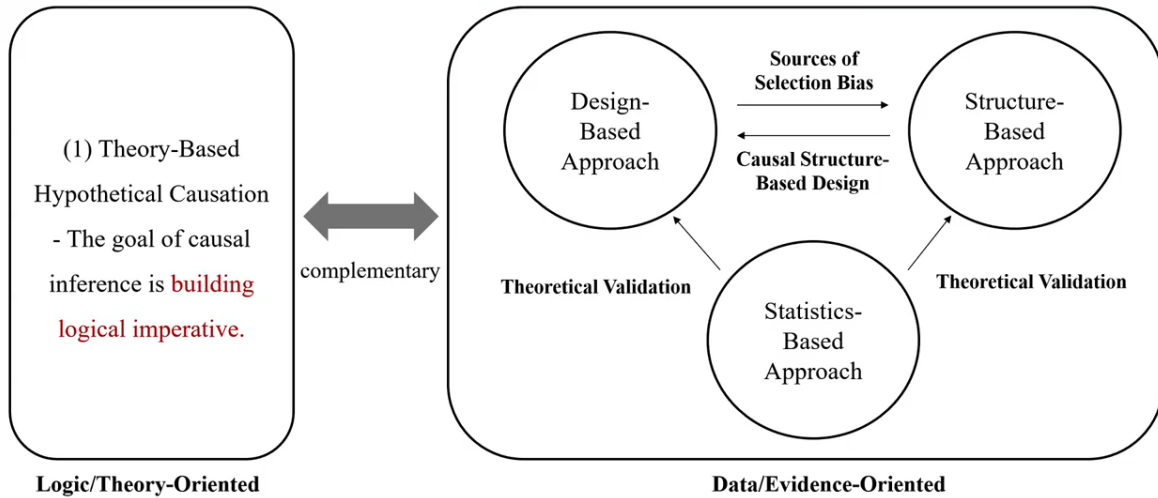 (1) Theory-Based
Hypothetical Causation
- The goal of causal
inference is building
logical imperative.
Logic/Theory-Oriented
complementary
Design-
Based
Approach
Sources of
Selection Bias
Causal Structure-
Based Design
Structure-
Based
Approach
Theoretical Validation
Theoretical Validation
Statistics-
Based
Approach
Data/Evidence-Oriented